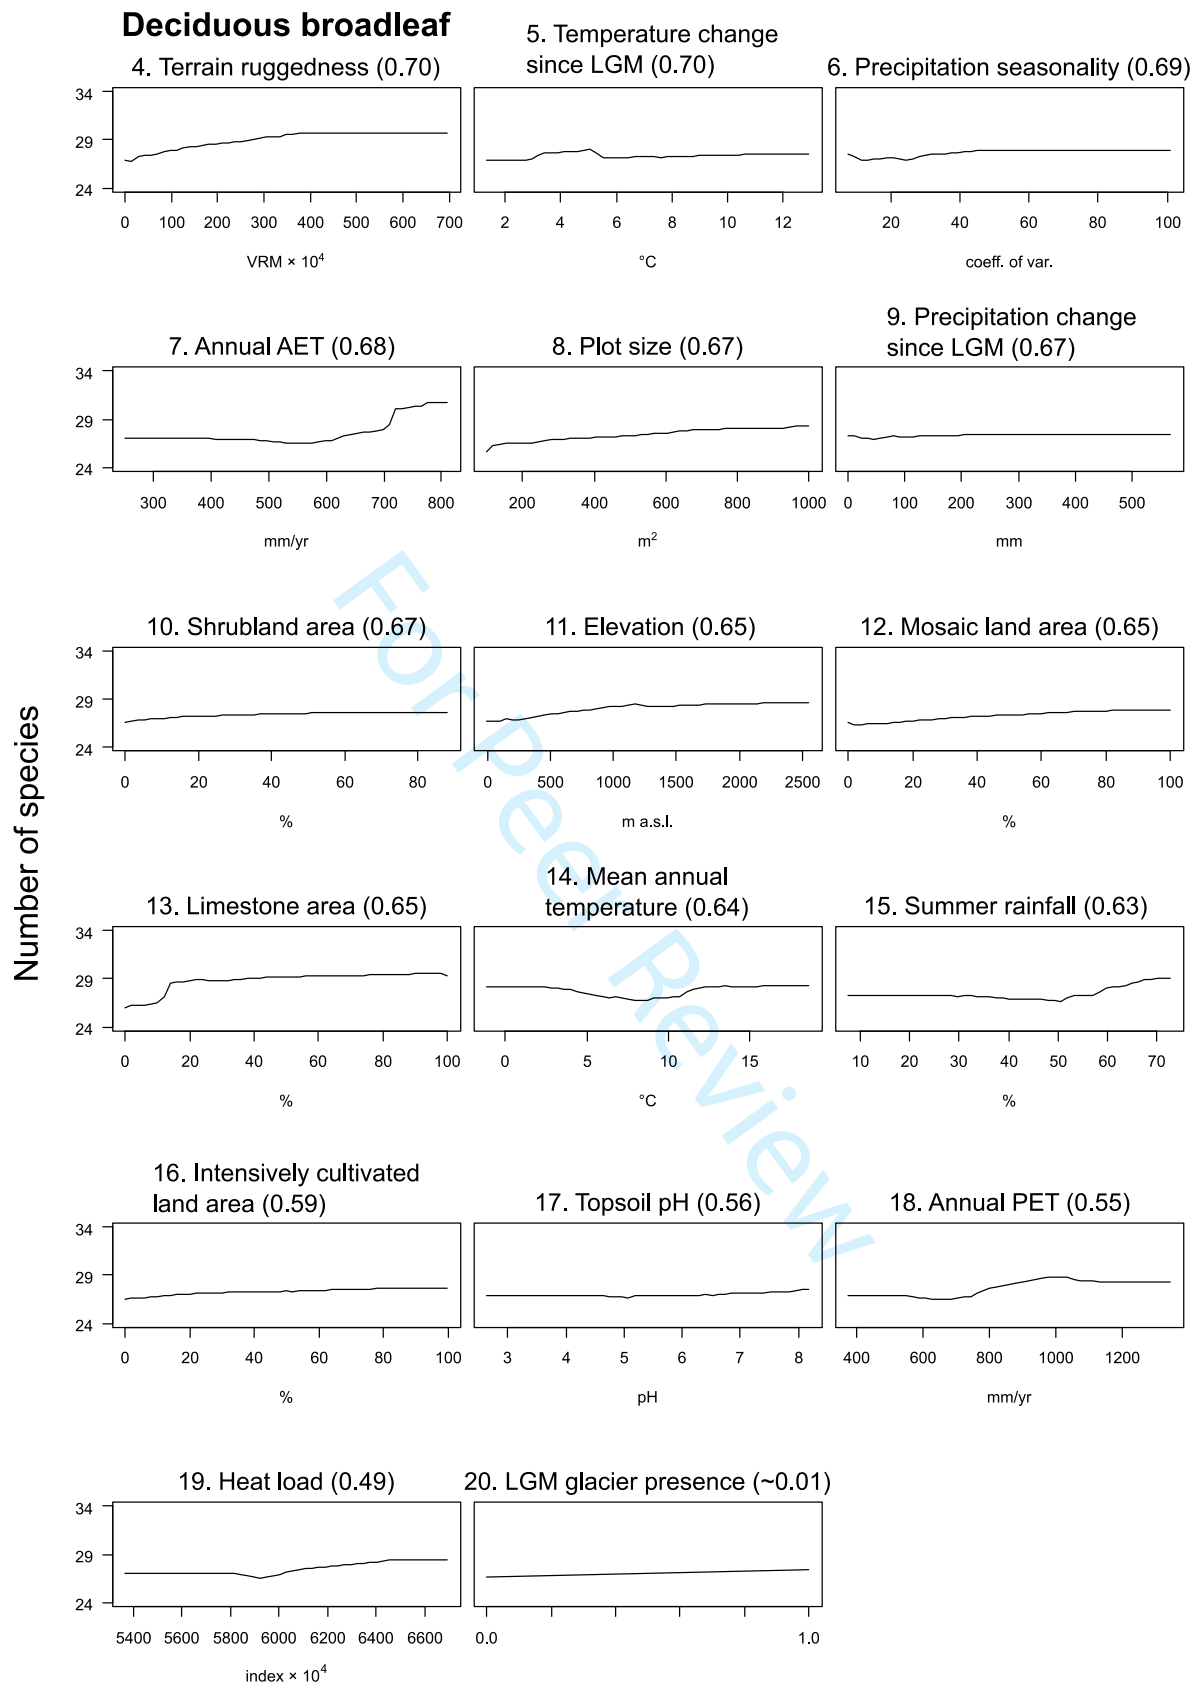 Deciduous broadleaf
4. Terrain ruggedness (0.70)
5. Temperature change
since LGM (0.70)
6. Precipitation seasonality (0.69)
34
29
24
0 100 200 300 400 500 600 700
2 4 6 8 10 12
20 40 60 80 100
VRM × 10⁴
°C
coeff. of var.
7. Annual AET (0.68)
8. Plot size (0.67)
9. Precipitation change
since LGM (0.67)
34
29
24
300 400 500 600 700 800
200 400 600 800 1000
0 100 200 300 400 500
mm/yr
m²
mm
10. Shrubland area (0.67)
11. Elevation (0.65)
12. Mosaic land area (0.65)
34
29
24
0 20 40 60 80
0 500 1000 1500 2000 2500
0 20 40 60 80 100
%
m a.s.l.
%
Number of species
13. Limestone area (0.65)
14. Mean annual
temperature (0.64)
15. Summer rainfall (0.63)
34
29
24
0 20 40 60 80 100
0 5 10 15
10 20 30 40 50 60 70
%
°C
%
16. Intensively cultivated
land area (0.59)
17. Topsoil pH (0.56)
18. Annual PET (0.55)
34
29
24
0 20 40 60 80 100
3 4 5 6 7 8
400 600 800 1000 1200
%
pH
mm/yr
19. Heat load (0.49)
20. LGM glacier presence (~0.01)
34
29
24
5400 5600 5800 6000 6200 6400 6600
0.0 1.0
index × 10⁴
For Peer Review